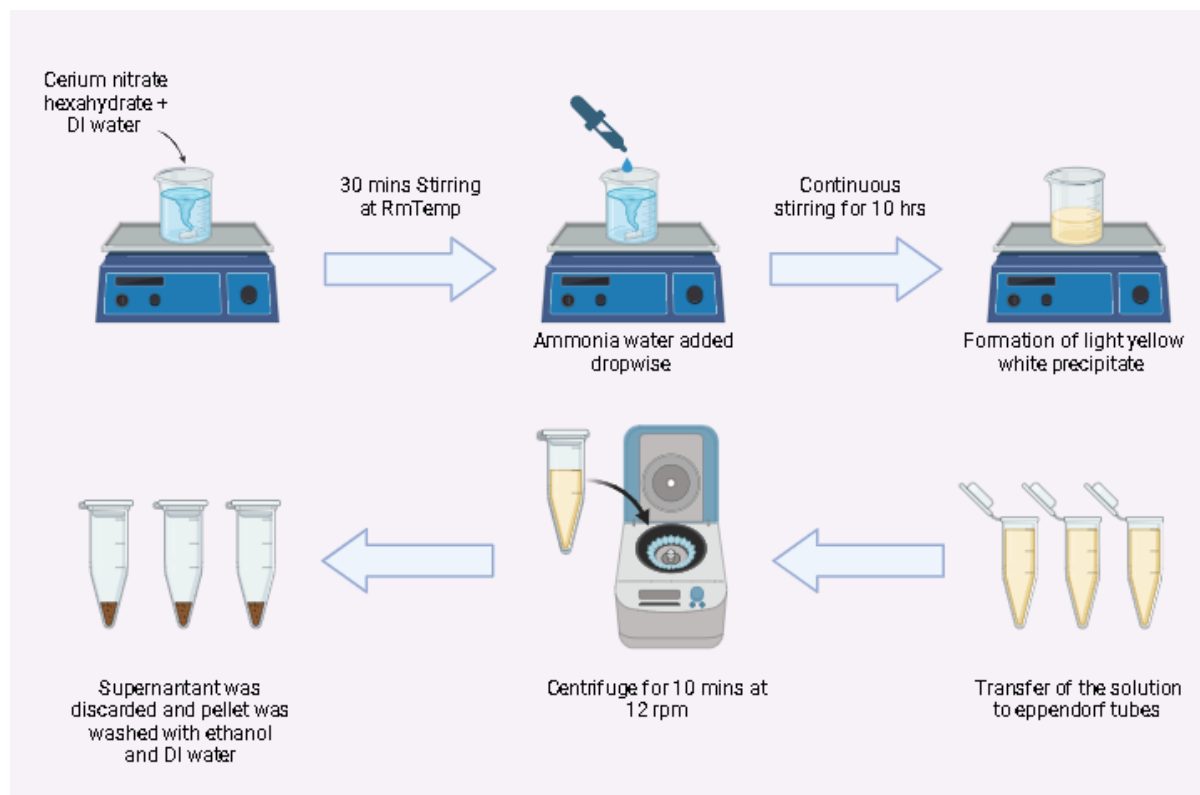 Cerium nitrate
hexahydrate +
DI water
30 mins Stirring
at RmTemp
Continuous
stirring for 10 hrs
Ammonia water added
dropwise
Formation of light yellow
white precipitate
Transfer of the solution
to eppendorf tubes
Centrifuge for 10 mins at
12 rpm
Supernantant was
discarded and pellet was
washed with ethanol
and DI water